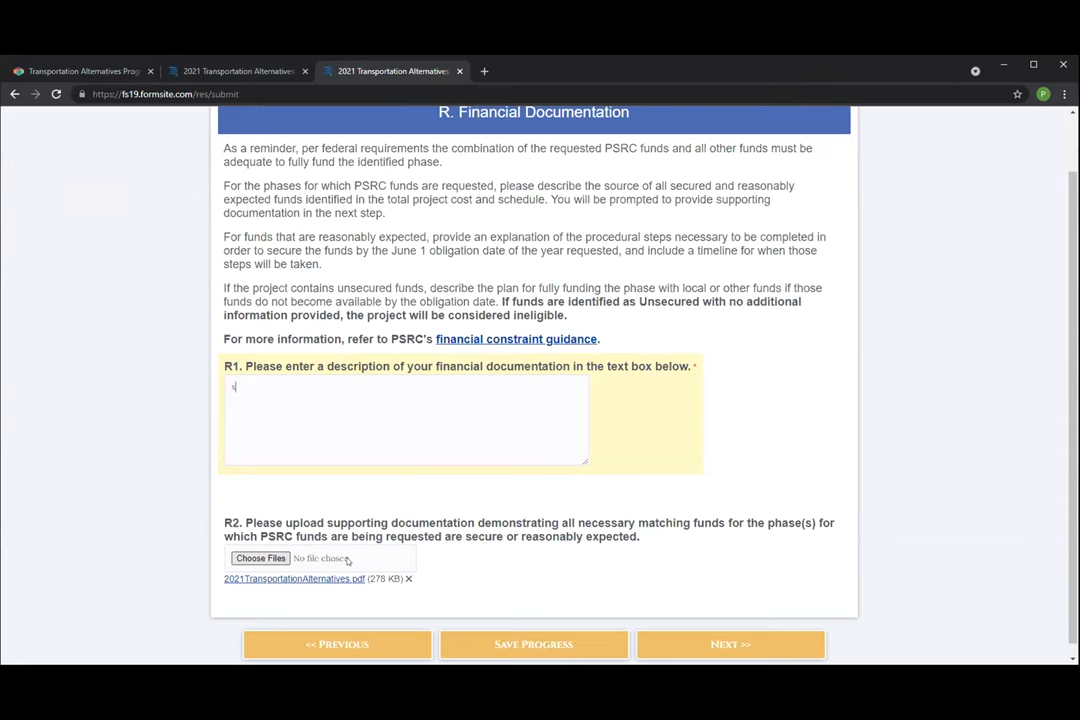 Transportation Alternatives Prog
2021 Transportation Alternatives
2021 Transportation Alternatives
https://fs19.formsite.com/res/submit
P
R. Financial Documentation
As a reminder, per federal requirements the combination of the requested PSRC funds and all other funds must be
adequate to fully fund the identified phase.
For the phases for which PSRC funds are requested, please describe the source of all secured and reasonably
expected funds identified in the total project cost and schedule. You will be prompted to provide supporting
documentation in the next step.
For funds that are reasonably expected, provide an explanation of the procedural steps necessary to be completed in
order to secure the funds by the June 1 obligation date of the year requested, and include a timeline for when those
steps will be taken.
If the project contains unsecured funds, describe the plan for fully funding the phase with local or other funds if those
funds do not become available by the obligation date. If funds are identified as Unsecured with no additional
information provided, the project will be considered ineligible.
For more information, refer to PSRC's financial constraint guidance.
R1. Please enter a description of your financial documentation in the text box below. *
x
R2. Please upload supporting documentation demonstrating all necessary matching funds for the phase(s) for
which PSRC funds are being requested are secure or reasonably expected.
Choose Files No file chosen
2021TransportationAlternatives.pdf (278 KB) ✕
<< Previous
Save Progress
Next >>